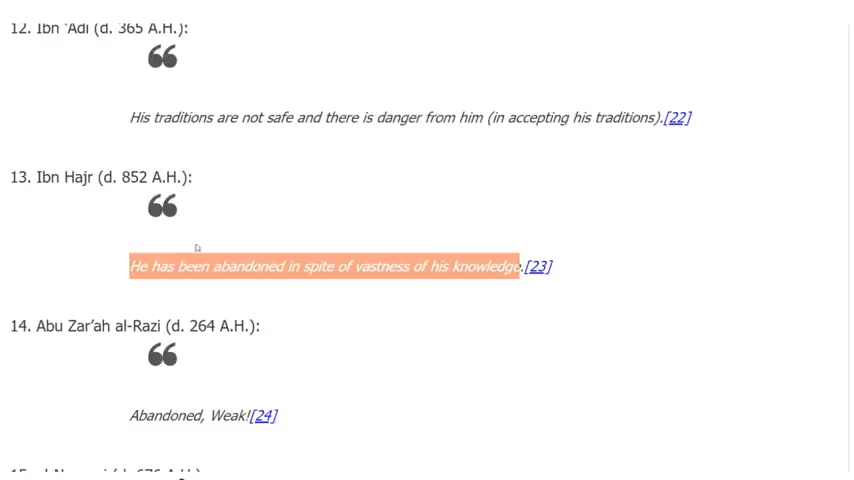 12. Ibn ‘Adi (d. 365 A.H.):
❝
His traditions are not safe and there is danger from him (in accepting his traditions).[22]
13. Ibn Hajr (d. 852 A.H.):
❝
He has been abandoned in spite of vastness of his knowledge.[23]
14. Abu Zar’ah al-Razi (d. 264 A.H.):
❝
Abandoned, Weak![24]